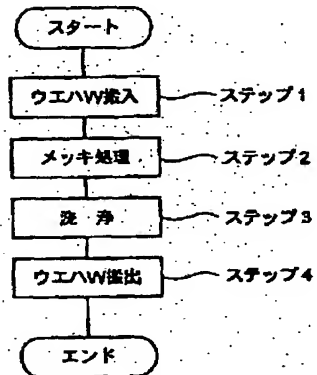 スタート
ウエハW搬入 ステップ1
メッキ処理 ステップ2
洗 浄 ステップ3
ウエハW搬出 ステップ4
エンド